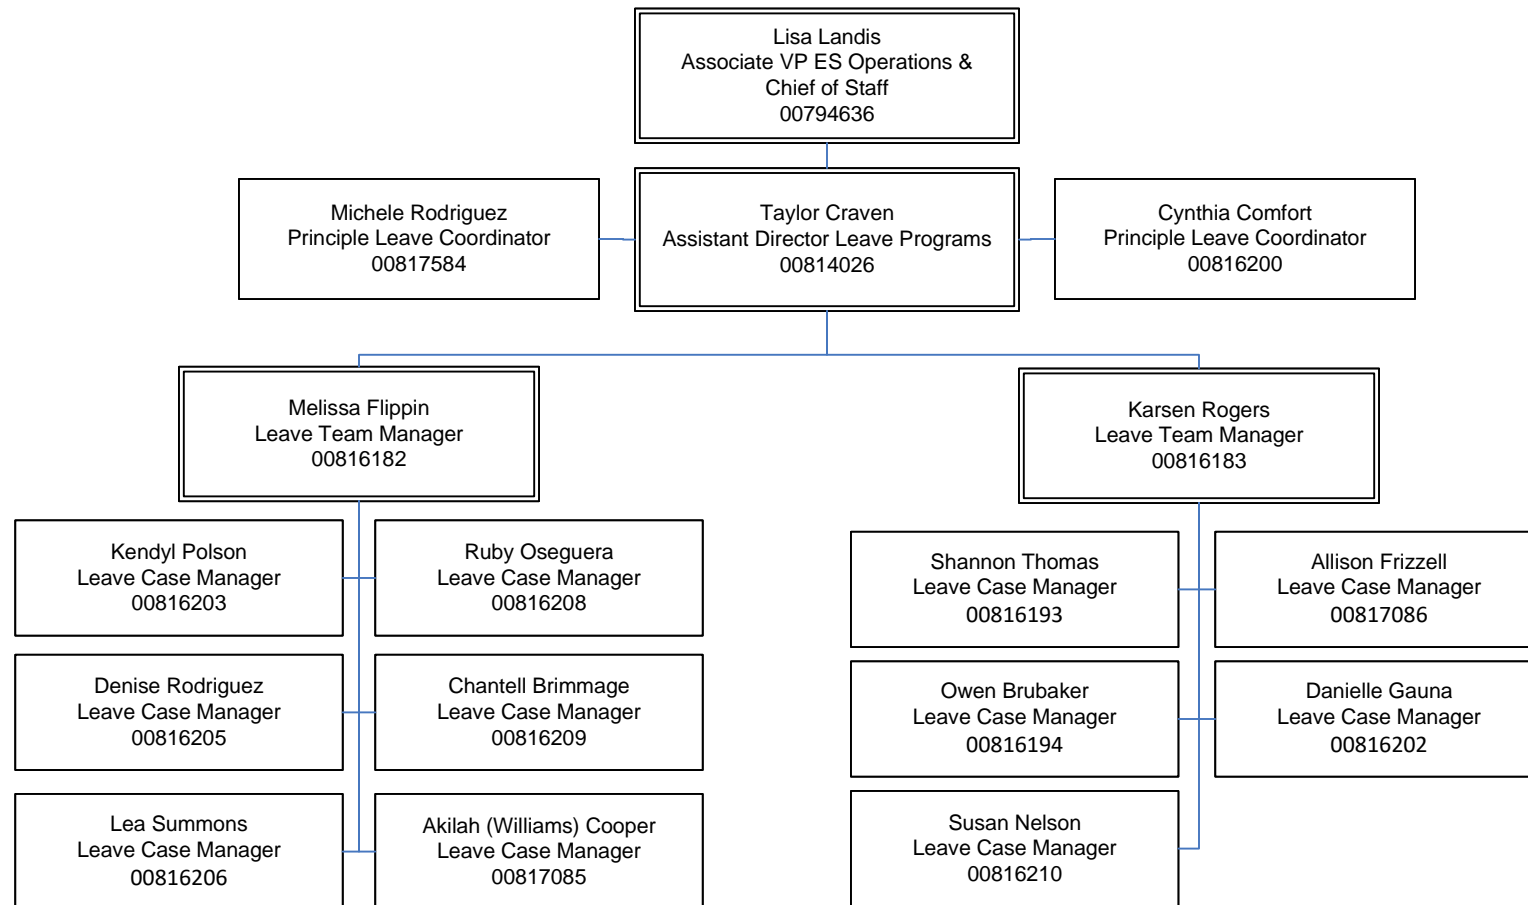 Lisa Landis
Associate VP ES Operations &
Chief of Staff
00794636
Michele Rodriguez
Principle Leave Coordinator
00817584
Taylor Craven
Assistant Director Leave Programs
00814026
Cynthia Comfort
Principle Leave Coordinator
00816200
Melissa Flippin
Leave Team Manager
00816182
Karsen Rogers
Leave Team Manager
00816183
Kendyl Polson
Leave Case Manager
00816203
Ruby Oseguera
Leave Case Manager
00816208
Denise Rodriguez
Leave Case Manager
00816205
Chantell Brimmage
Leave Case Manager
00816209
Lea Summons
Leave Case Manager
00816206
Akilah (Williams) Cooper
Leave Case Manager
00817085
Shannon Thomas
Leave Case Manager
00816193
Allison Frizzell
Leave Case Manager
00817086
Owen Brubaker
Leave Case Manager
00816194
Danielle Gauna
Leave Case Manager
00816202
Susan Nelson
Leave Case Manager
00816210